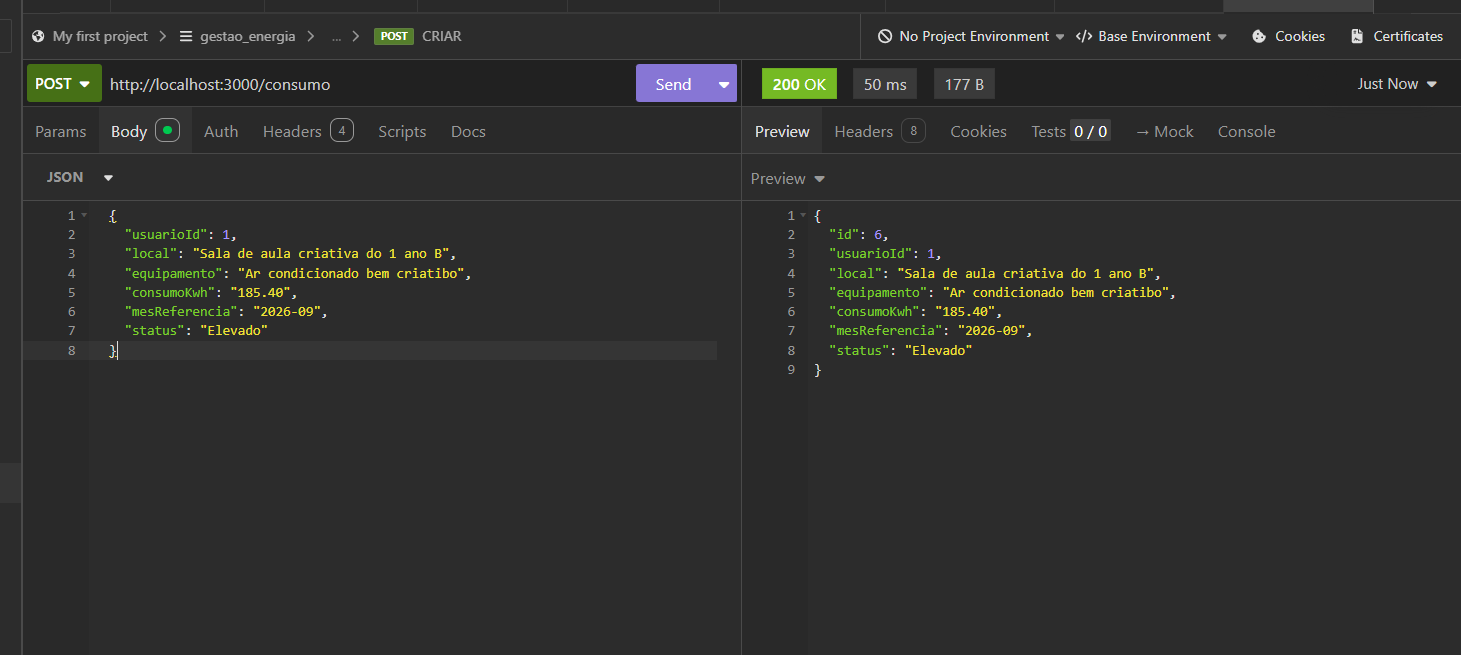 My first project > gestao_energia > ... > POST CRIAR
No Project Environment </> Base Environment Cookies Certificates
POST http://localhost:3000/consumo Send 200 OK 50 ms 177 B Just Now
Params Body Auth Headers 4 Scripts Docs
Preview Headers 8 Cookies Tests 0 / 0 → Mock Console
JSON
Preview
1 {
2 "usuarioId": 1,
3 "local": "Sala de aula criativa do 1 ano B",
4 "equipamento": "Ar condicionado bem criatibo",
5 "consumoKwh": "185.40",
6 "mesReferencia": "2026-09",
7 "status": "Elevado"
8 }
1 {
2 "id": 6,
3 "usuarioId": 1,
4 "local": "Sala de aula criativa do 1 ano B",
5 "equipamento": "Ar condicionado bem criatibo",
6 "consumoKwh": "185.40",
7 "mesReferencia": "2026-09",
8 "status": "Elevado"
9 }